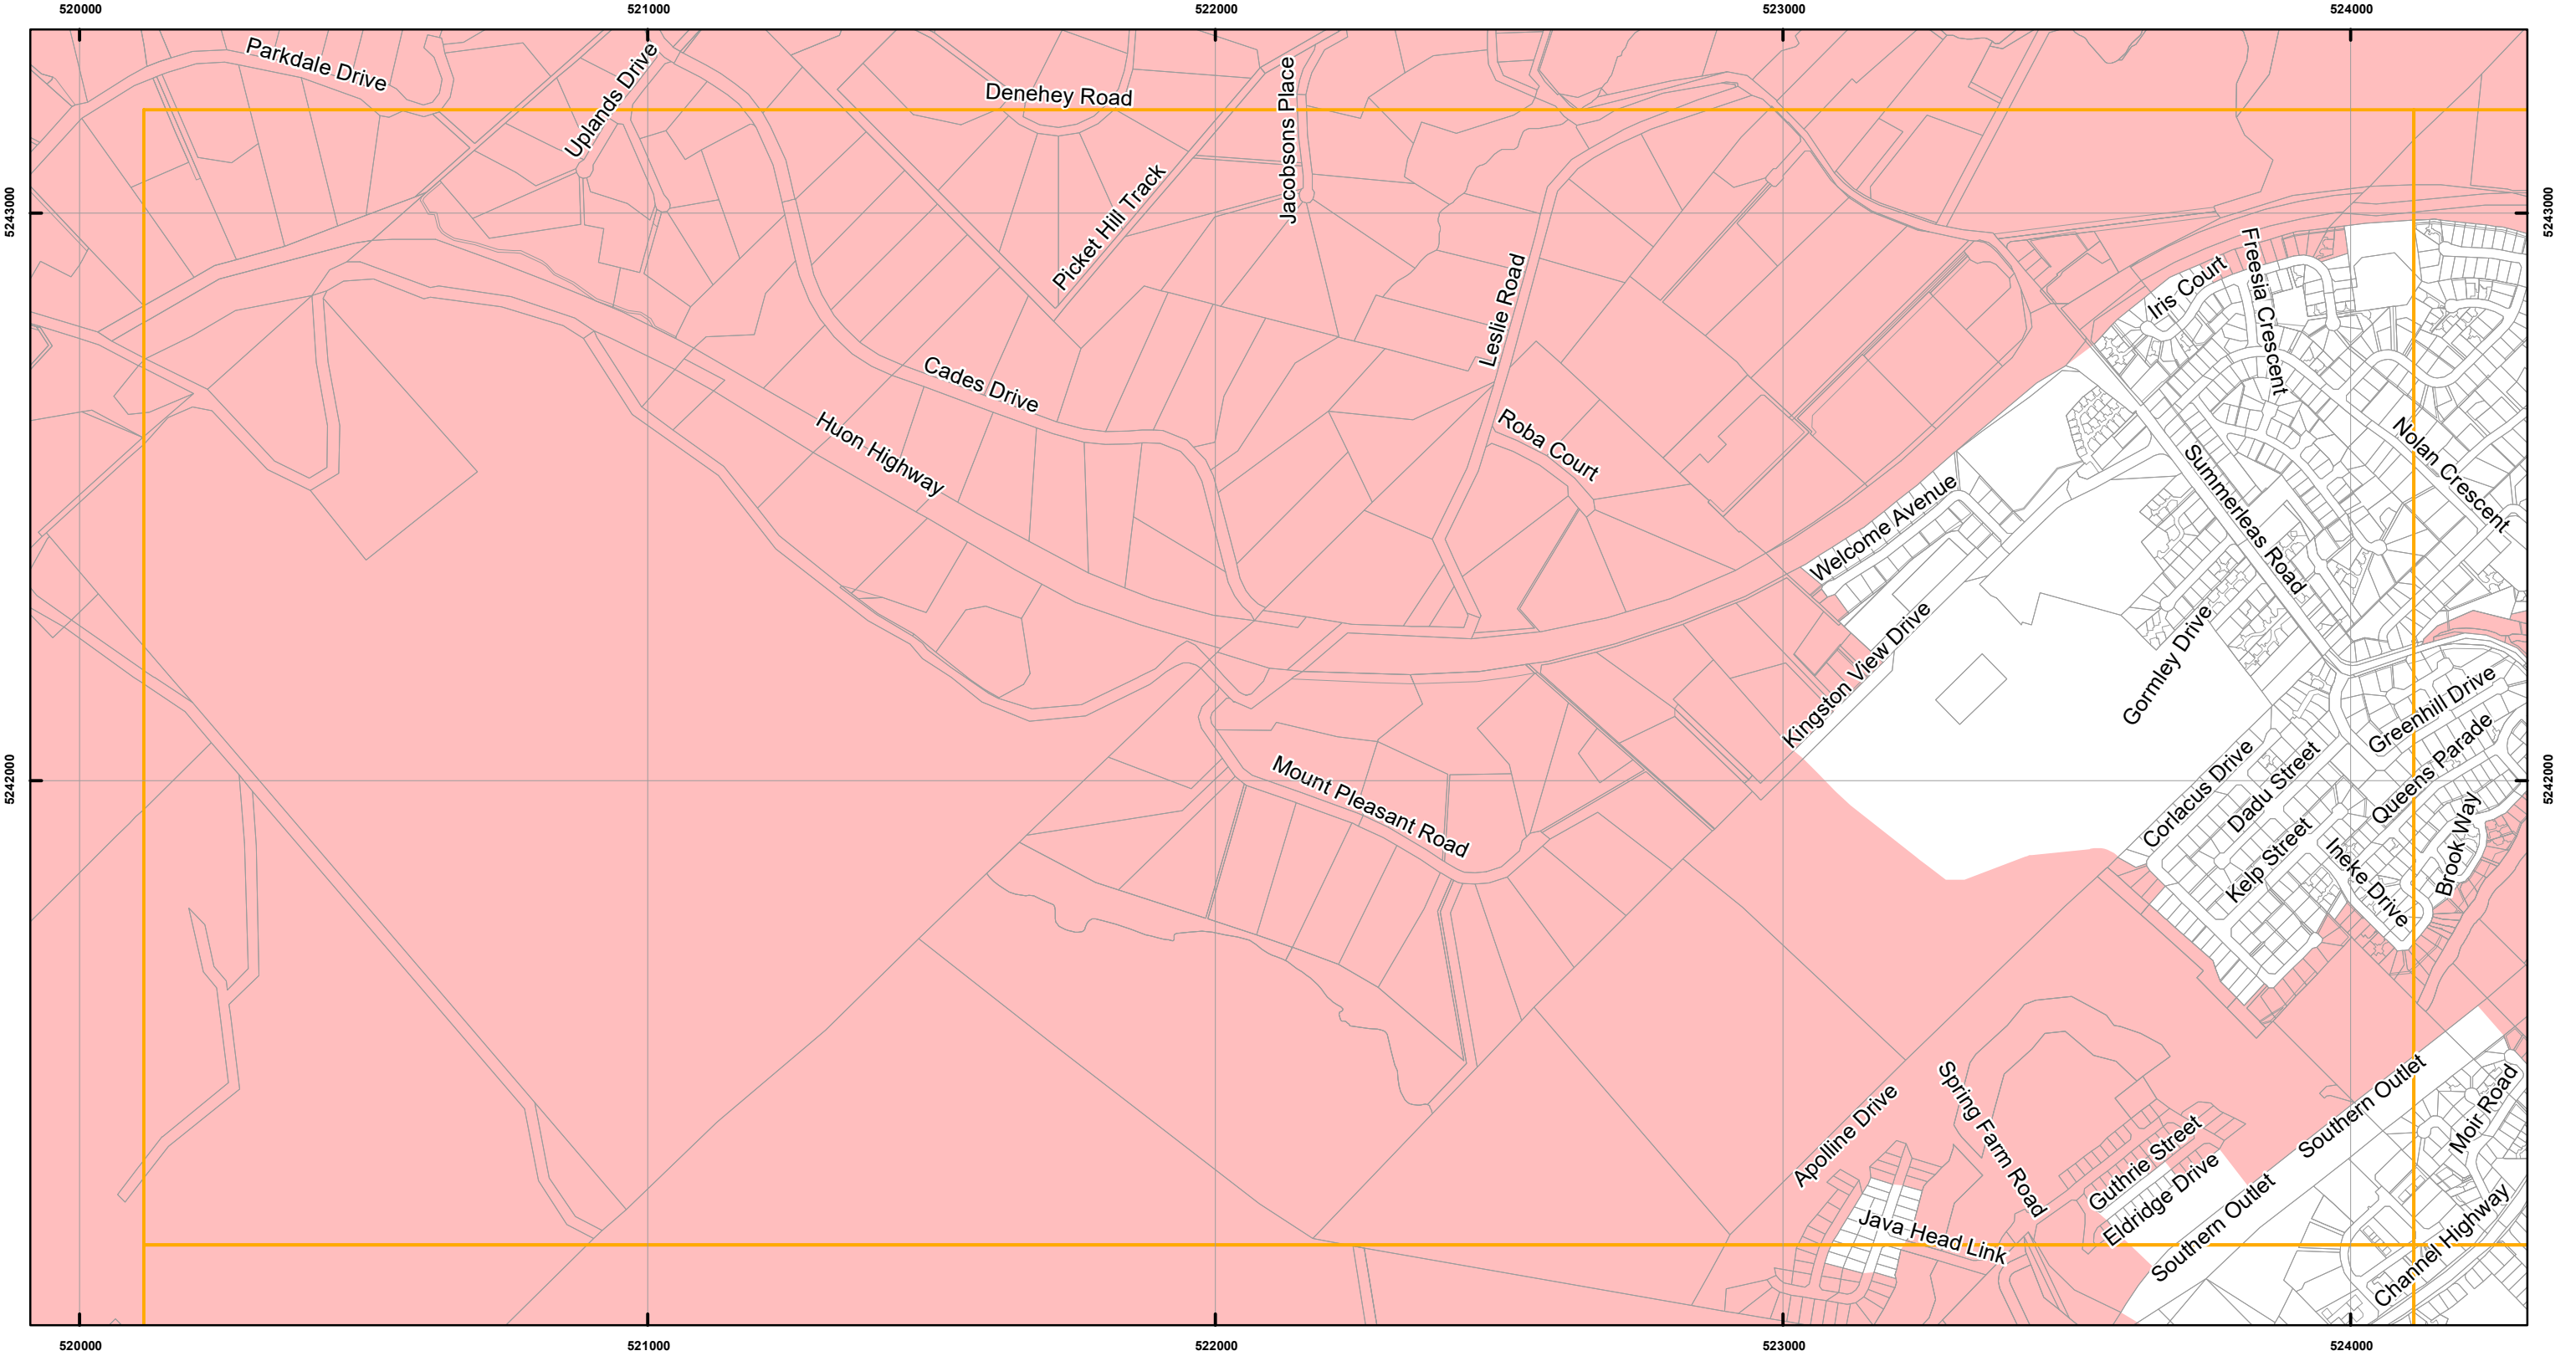 520000
521000
522000
523000
524000
Parkdale Drive
Uplands Drive
Denehey Road
Jacobsons Place
5243000
5243000
Picket Hill Track
Leslie Road
Iris Court
Freesia Crescent
Cades Drive
Huon Highway
Roba Court
Nolan Crescent
Summerleas Road
Welcome Avenue
Kingston View Drive
Gormley Drive
Greenhill Drive
Queens Parade
5242000
5242000
Mount Pleasant Road
Corlacus Drive
Dadu Street
Kelp Street
Ineke Drive
Brook Way
Southern Outlet
Moir Road
Apolline Drive
Spring Farm Road
Guthrie Street
Eldridge Drive
Southern Outlet
Java Head Link
Channel Highway
520000
521000
522000
523000
524000